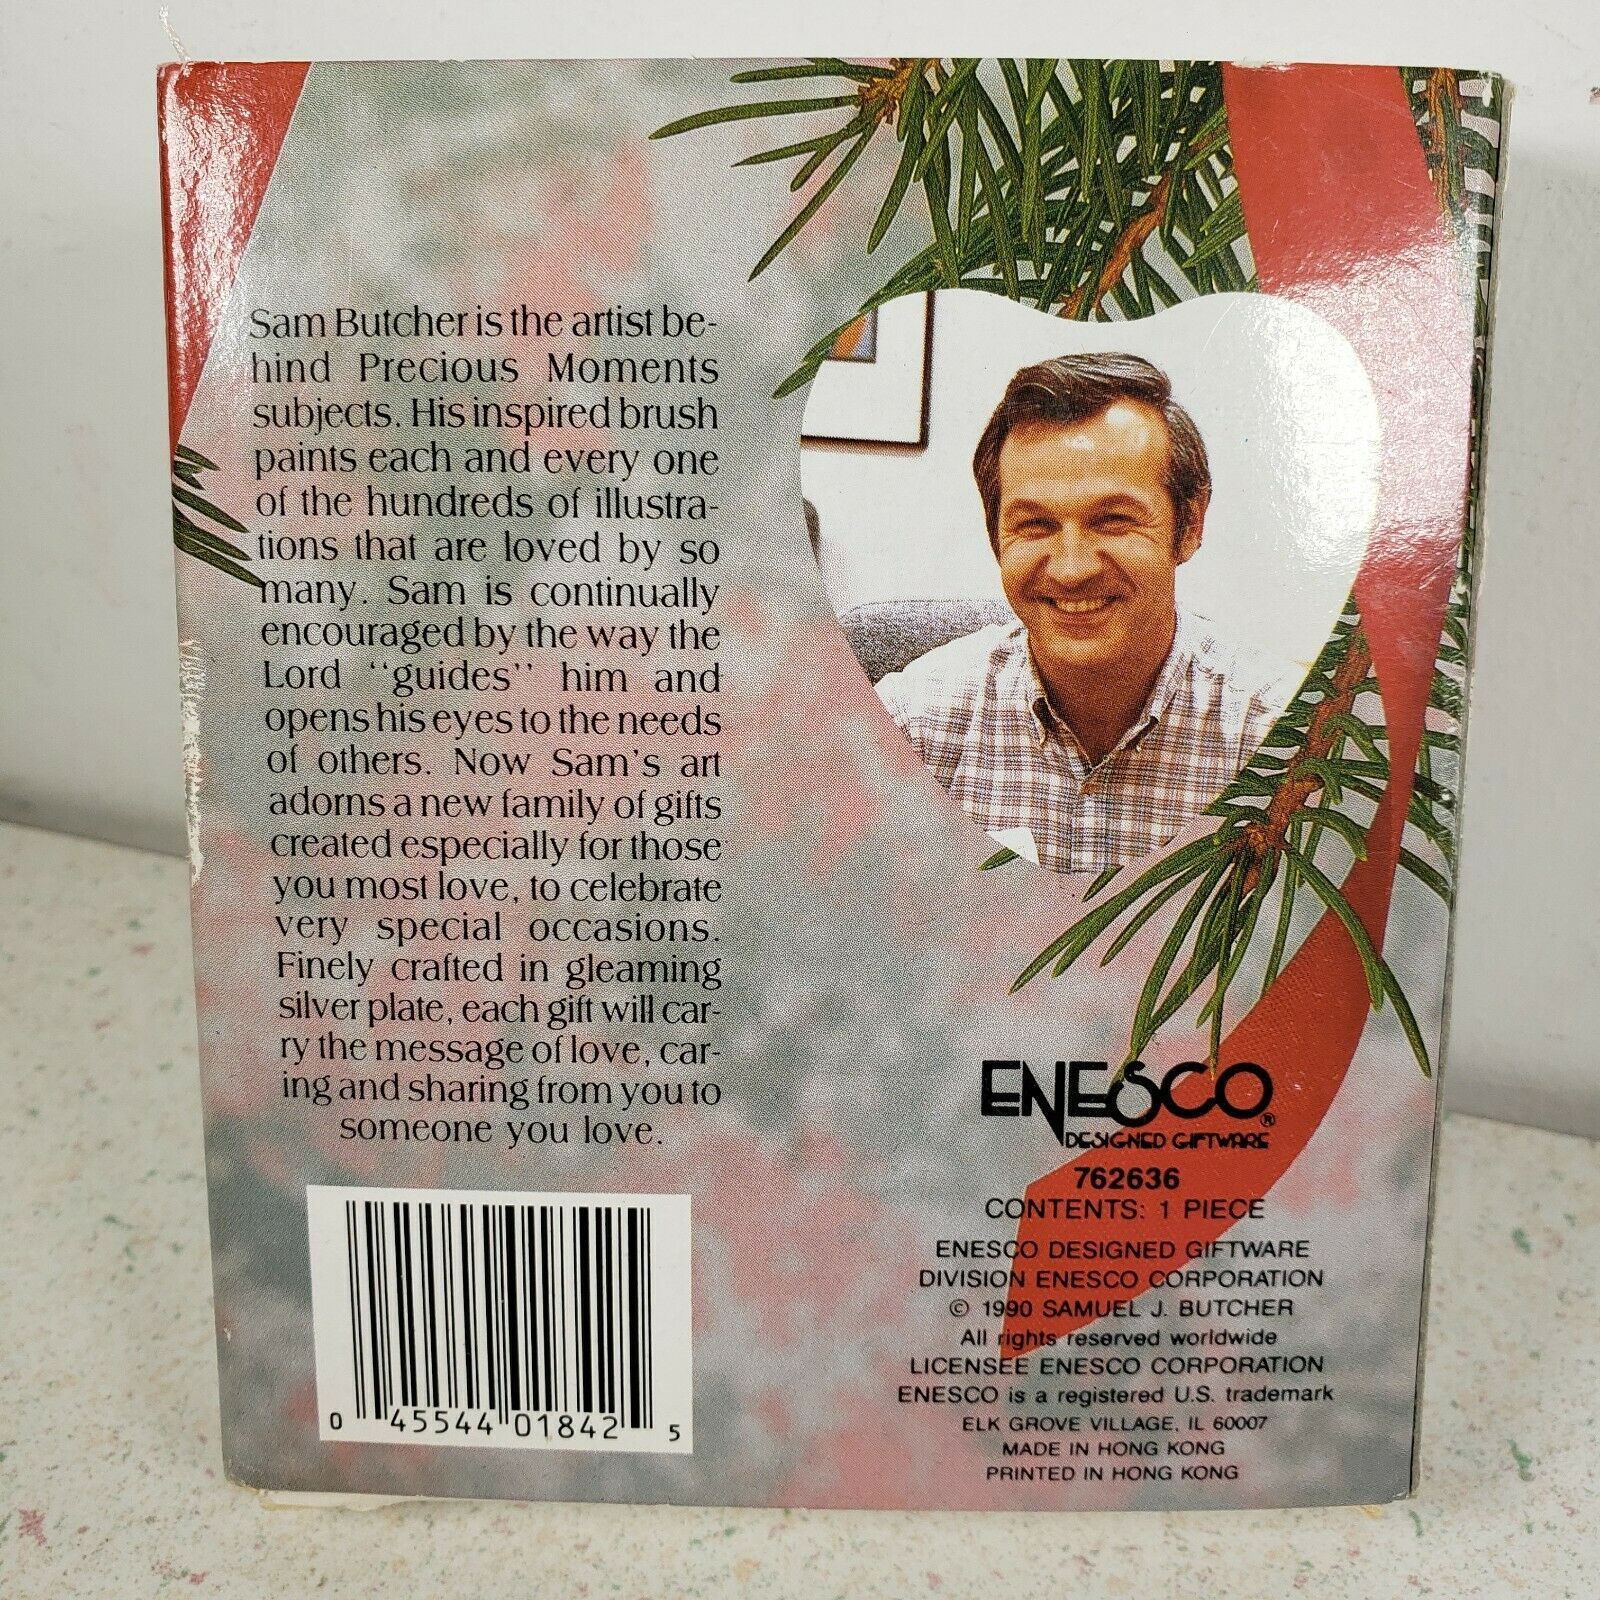 Sam Butcher is the artist be-
hind Precious Moments
subjects. His inspired brush
paints each and every one
of the hundreds of illustra-
tions that are loved by so
many. Sam is continually
encouraged by the way the
Lord "guides" him and
opens his eyes to the needs
of others. Now Sam's art
adorns a new family of gifts
created especially for those
you most love, to celebrate
very special occasions.
Finely crafted in gleaming
silver plate, each gift will car-
ry the message of love, car-
ing and sharing from you to
someone you love.
0 45544 01842 5
ENESCO®
DESIGNED GIFTWARE
762636
CONTENTS: 1 PIECE
ENESCO DESIGNED GIFTWARE
DIVISION ENESCO CORPORATION
© 1990 SAMUEL J. BUTCHER
All rights reserved worldwide
LICENSEE ENESCO CORPORATION
ENESCO is a registered U.S. trademark
ELK GROVE VILLAGE, IL 60007
MADE IN HONG KONG
PRINTED IN HONG KONG